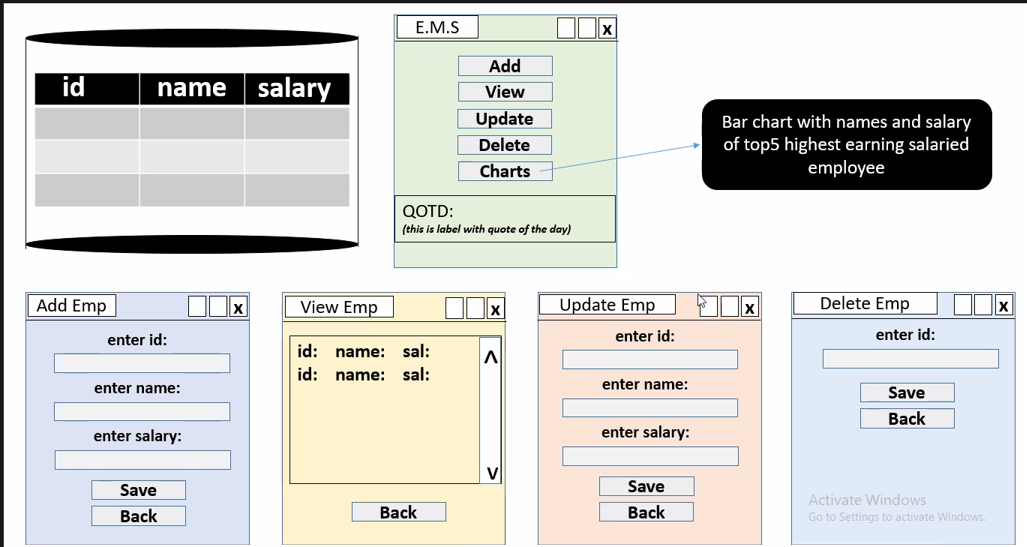 id name salary
E.M.S
x
Add
View
Update
Delete
Charts
QOTD:
(this is label with quote of the day)
Bar chart with names and salary
of top5 highest earning salaried
employee
Add Emp
x
enter id:
enter name:
enter salary:
Save
Back
View Emp
x
id: name: sal:
id: name: sal:
Back
Update Emp
x
enter id:
enter name:
enter salary:
Save
Back
Delete Emp
x
enter id:
Save
Back
Activate Windows
Go to Settings to activate Windows.